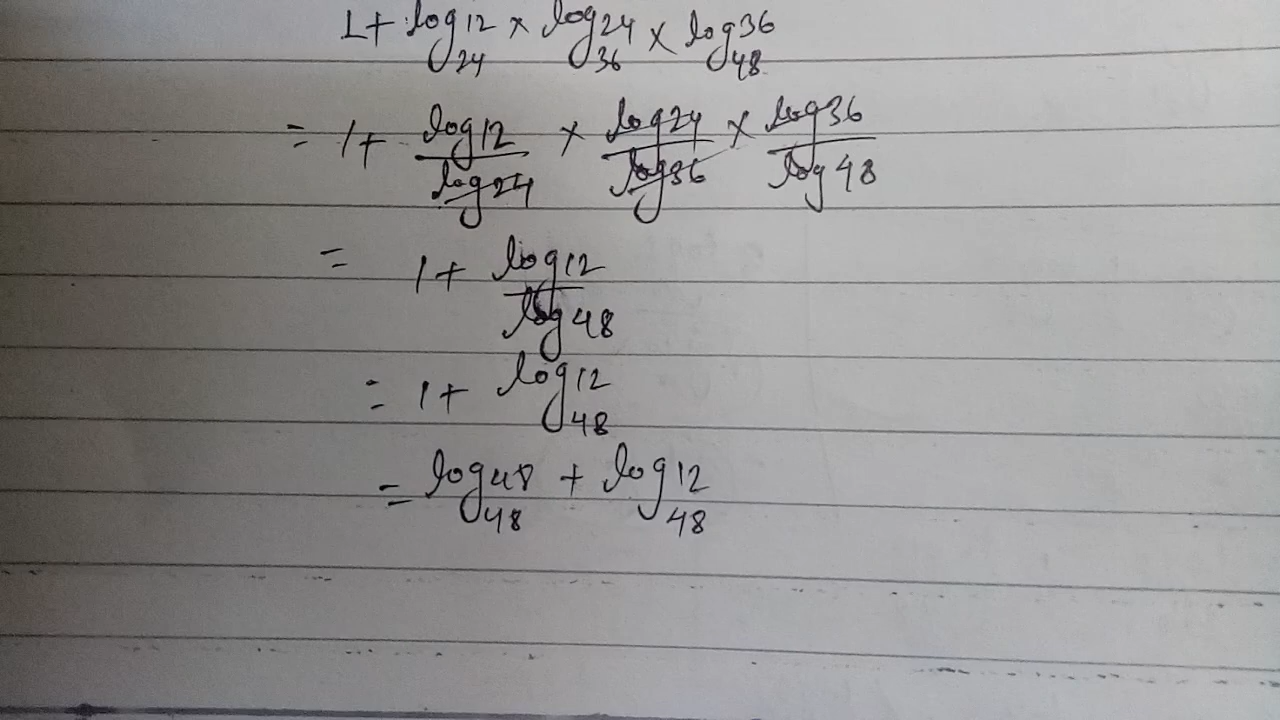 1+ log₂₄12 × log₃₆24 × log₄₈36
= 1+ log12/log24 × log24/log36 × log36/log48
= 1+ log12/log48
= 1+ log₄₈12
= log₄₈48 + log₄₈12